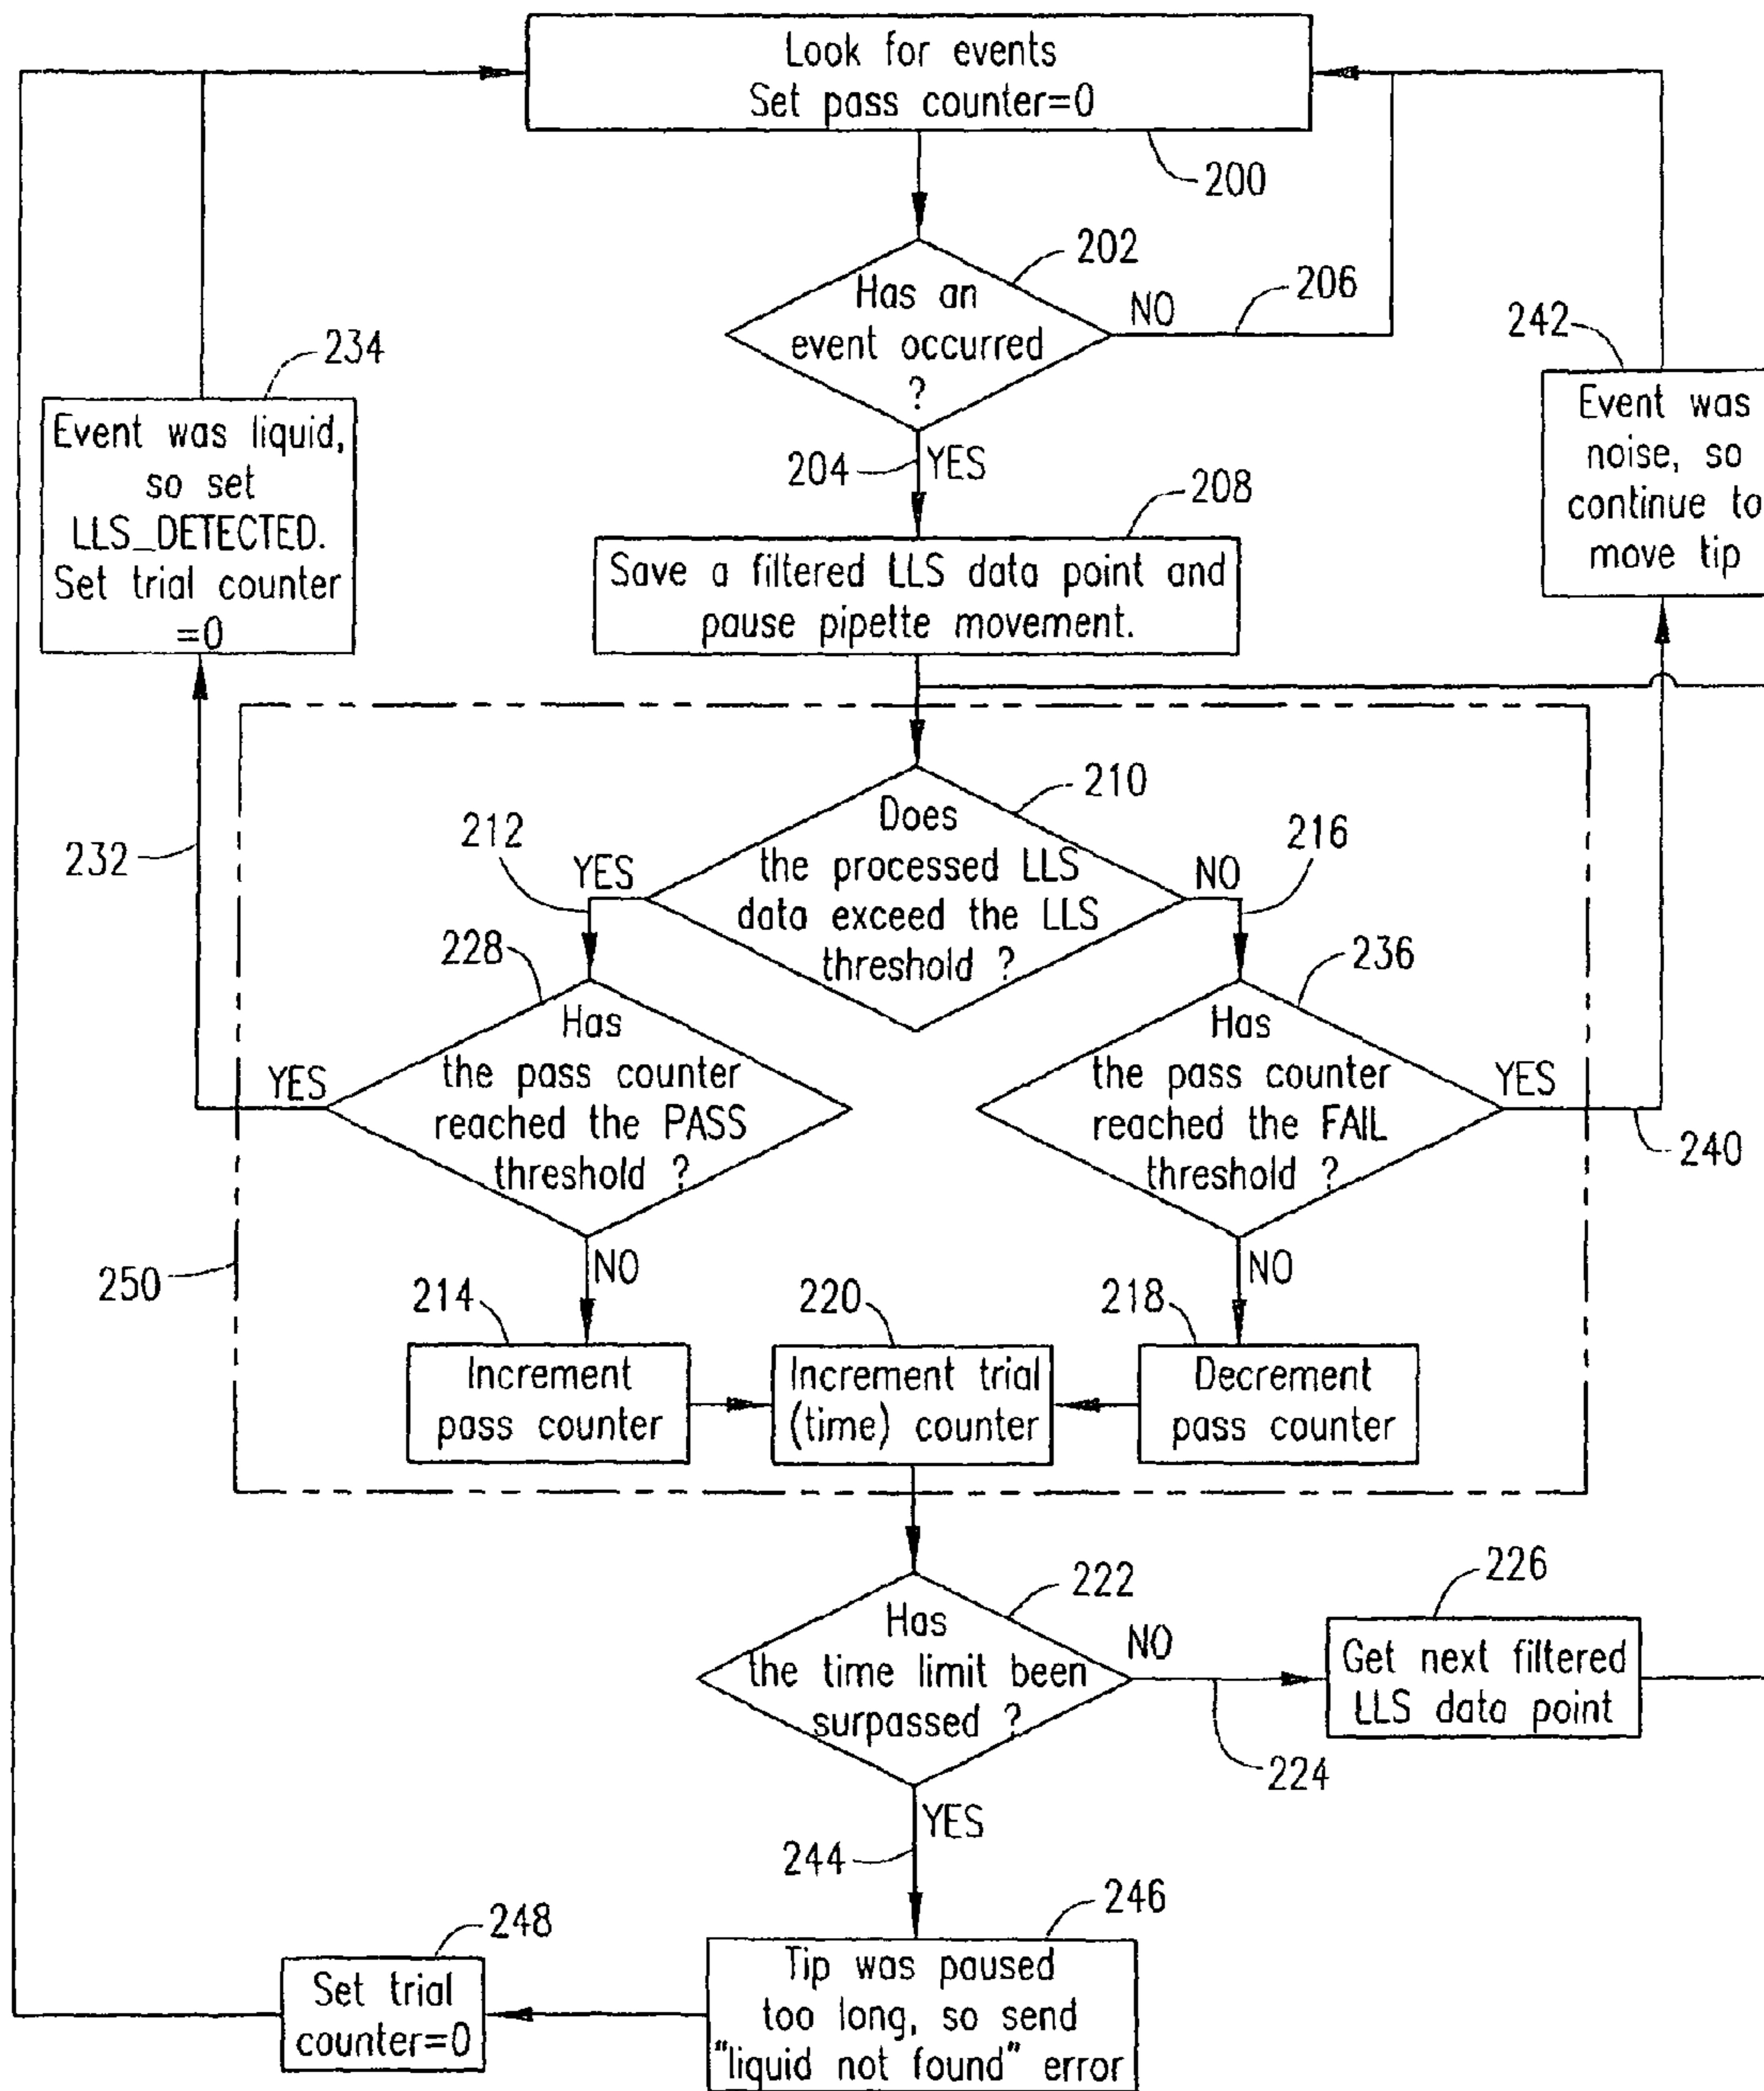 Look for events
Set pass counter=0
200
202
Has an
event occurred
?
NO
206
204
YES
234
Event was liquid,
so set
LLS_DETECTED.
Set trial counter
=0
242
Event was
noise, so
continue to
move tip
208
Save a filtered LLS data point and
pause pipette movement.
210
Does
the processed LLS
data exceed the LLS
threshold ?
212
YES
NO
216
232
228
Has
the pass counter
reached the PASS
threshold ?
YES
NO
236
Has
the pass counter
reached the FAIL
threshold ?
YES
240
NO
250
214
Increment
pass counter
220
Increment trial
(time) counter
218
Decrement
pass counter
222
Has
the time limit been
surpassed ?
NO
224
226
Get next filtered
LLS data point
YES
244
246
Tip was paused
too long, so send
"liquid not found" error
248
Set trial
counter=0